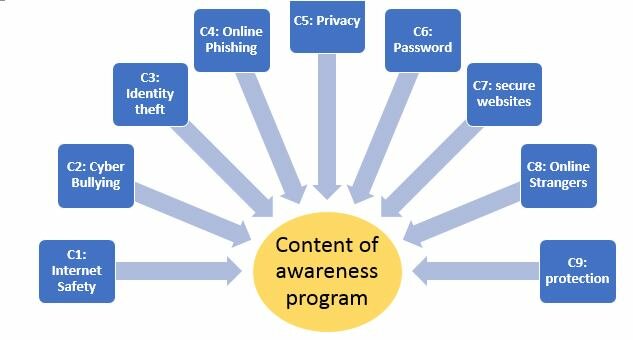 C1:
Internet
Safety
C2: Cyber
Bullying
C3:
Identity
theft
C4: Online
Phishing
C5: Privacy
C6:
Password
C7: secure
websites
C8: Online
Strangers
C9:
protection
Content of
awareness
program